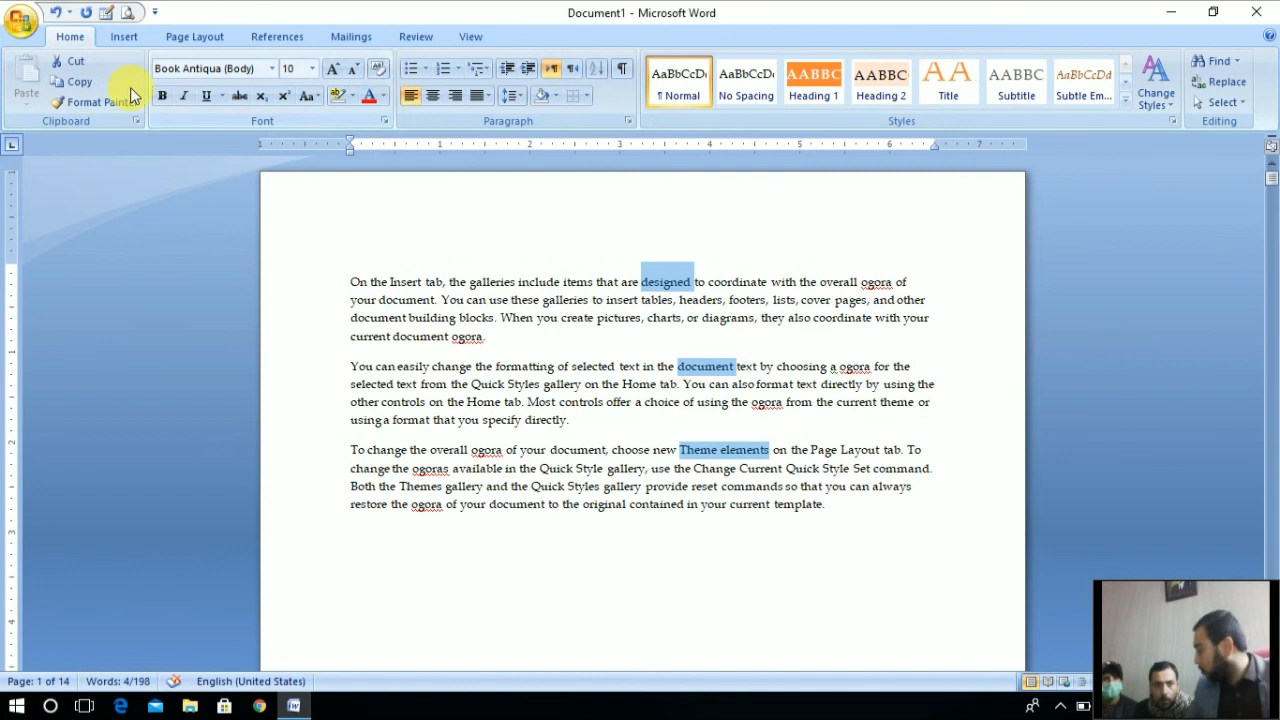 Document1 - Microsoft Word
Home Insert Page Layout References Mailings Review View
Paste
Cut
Copy
Format Painter
Clipboard
Book Antiqua (Body) 10
Font
Paragraph
AaBbCcDc AaBbCcDc AABBC AABBC AA AABBCC AaBbCcDd
¶ Normal No Spacing Heading 1 Heading 2 Title Subtitle Subtle Em...
Change
Styles
Styles
Find
Replace
Select
Editing
1 1 2 3 4 5 6 7
On the Insert tab, the galleries include items that are designed to coordinate with the overall ogora of
your document. You can use these galleries to insert tables, headers, footers, lists, cover pages, and other
document building blocks. When you create pictures, charts, or diagrams, they also coordinate with your
current document ogora.
You can easily change the formatting of selected text in the document text by choosing a ogora for the
selected text from the Quick Styles gallery on the Home tab. You can also format text directly by using the
other controls on the Home tab. Most controls offer a choice of using the ogora from the current theme or
using a format that you specify directly.
To change the overall ogora of your document, choose new Theme elements on the Page Layout tab. To
change the ogoras available in the Quick Style gallery, use the Change Current Quick Style Set command.
Both the Themes gallery and the Quick Styles gallery provide reset commands so that you can always
restore the ogora of your document to the original contained in your current template.
Page: 1 of 14 Words: 4/198 English (United States)